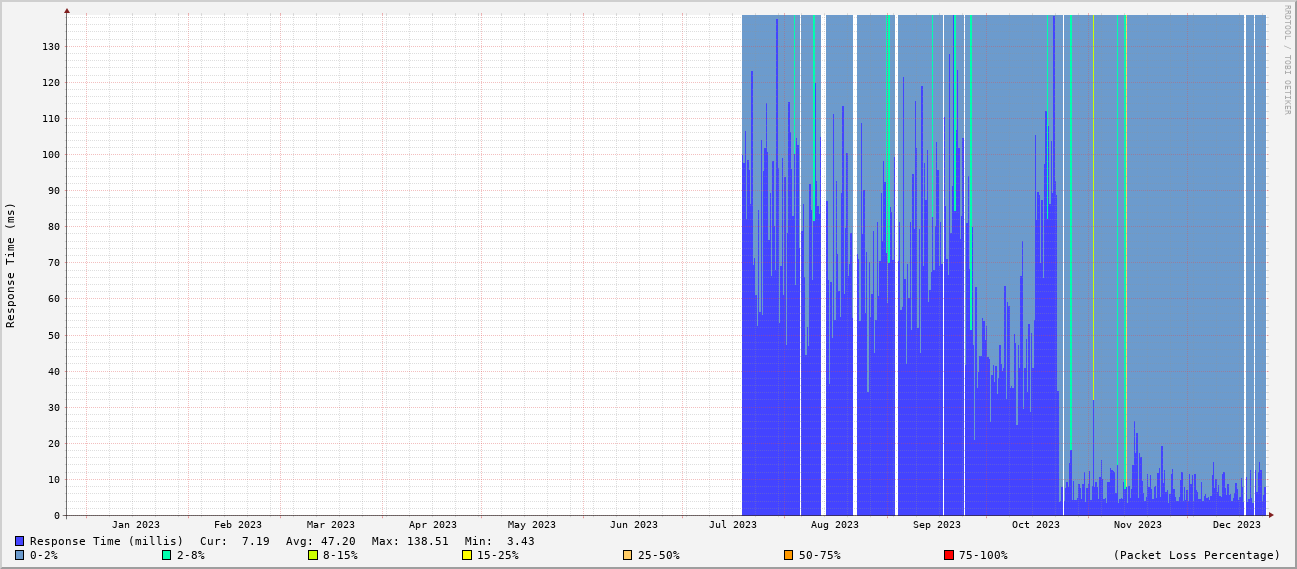 RRDTOOL / TOBI OETIKER
Response Time (ms)
130
120
110
100
90
80
70
60
50
40
30
20
10
0
Jan 2023 Feb 2023 Mar 2023 Apr 2023 May 2023 Jun 2023 Jul 2023 Aug 2023 Sep 2023 Oct 2023 Nov 2023 Dec 2023
Response Time (millis) Cur: 7.19 Avg: 47.20 Max: 138.51 Min: 3.43
0-2% 2-8% 8-15% 15-25% 25-50% 50-75% 75-100% (Packet Loss Percentage)